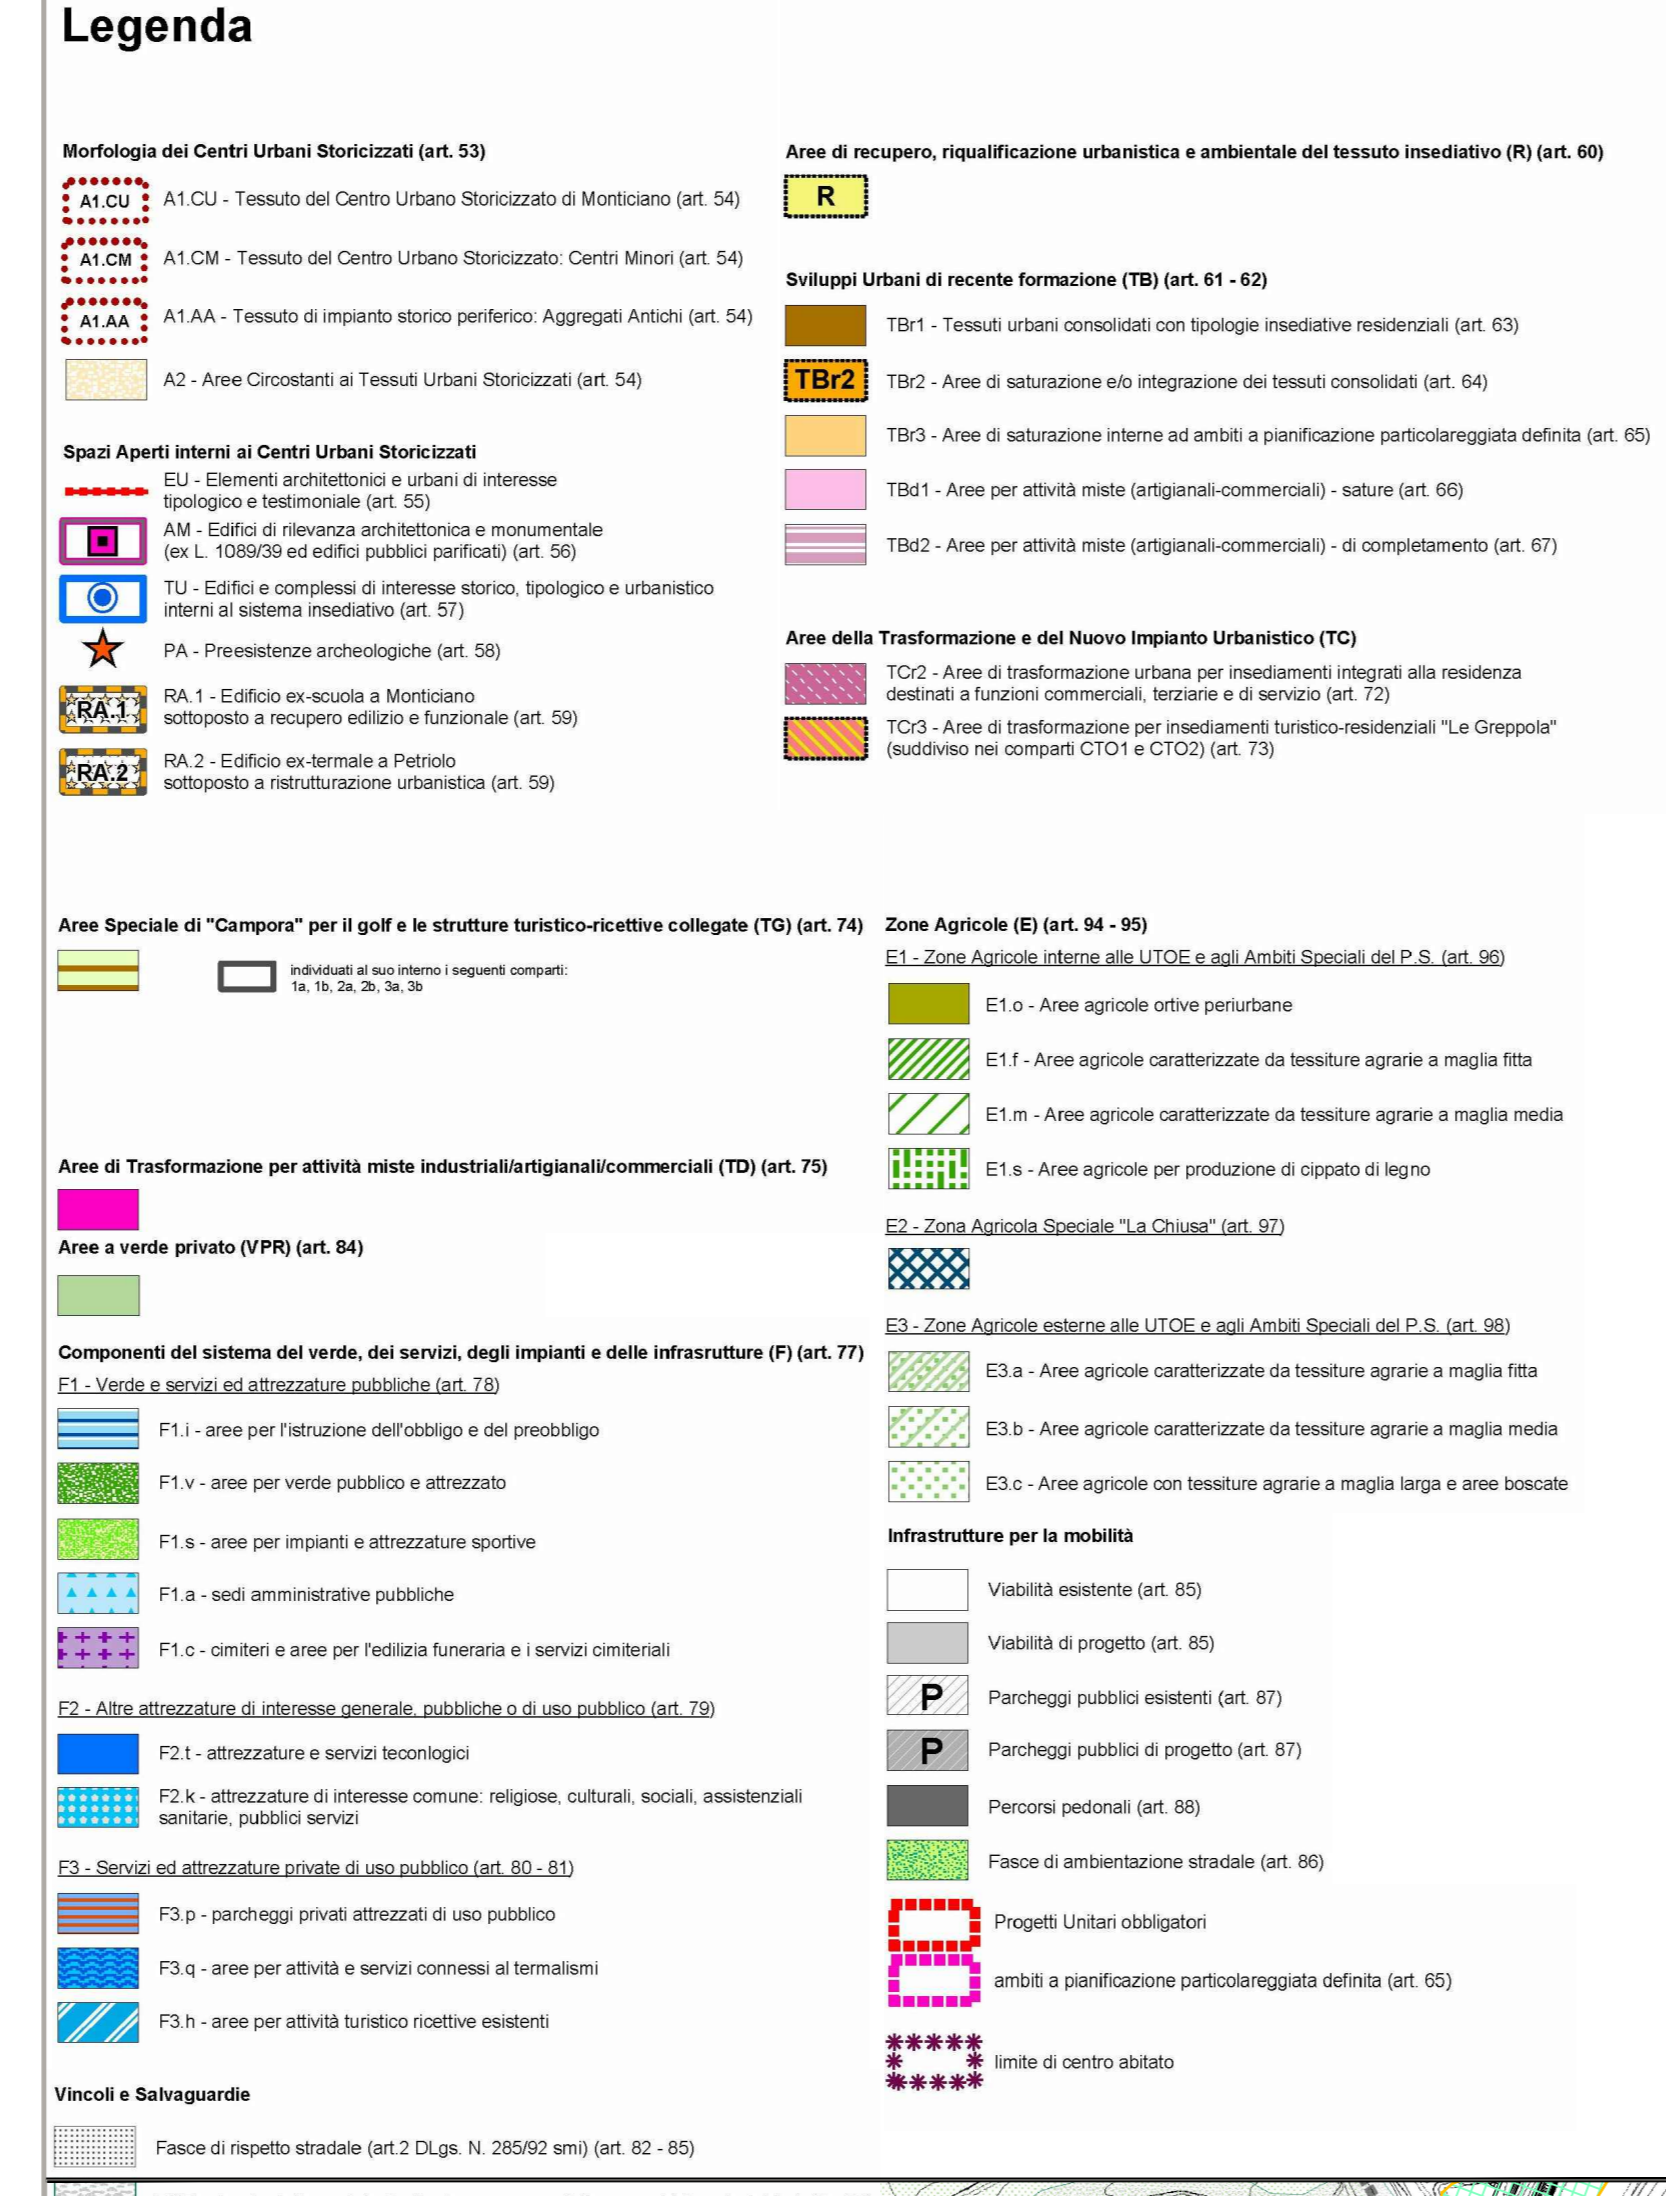 Legenda
Morfologia dei Centri Urbani Storicizzati (art. 53)
A1.CU A1.CU - Tessuto del Centro Urbano Storicizzato di Monticiano (art. 54)
A1.CM A1.CM - Tessuto del Centro Urbano Storicizzato: Centri Minori (art. 54)
A1.AA A1.AA - Tessuto di impianto storico periferico: Aggregati Antichi (art. 54)
A2 - Aree Circostanti ai Tessuti Urbani Storicizzati (art. 54)
Spazi Aperti interni ai Centri Urbani Storicizzati
EU - Elementi architettonici e urbani di interesse
tipologico e testimoniale (art. 55)
AM - Edifici di rilevanza architettonica e monumentale
(ex L. 1089/39 ed edifici pubblici parificati) (art. 56)
TU - Edifici e complessi di interesse storico, tipologico e urbanistico
interni al sistema insediativo (art. 57)
PA - Preesistenze archeologiche (art. 58)
RA.1 RA.1 - Edificio ex-scuola a Monticiano
sottoposto a recupero edilizio e funzionale (art. 59)
RA.2 RA.2 - Edificio ex-termale a Petriolo
sottoposto a ristrutturazione urbanistica (art. 59)
Aree di recupero, riqualificazione urbanistica e ambientale del tessuto insediativo (R) (art. 60)
R
Sviluppi Urbani di recente formazione (TB) (art. 61 - 62)
TBr1 - Tessuti urbani consolidati con tipologie insediative residenziali (art. 63)
TBr2 TBr2 - Aree di saturazione e/o integrazione dei tessuti consolidati (art. 64)
TBr3 - Aree di saturazione interne ad ambiti a pianificazione particolareggiata definita (art. 65)
TBd1 - Aree per attività miste (artigianali-commerciali) - sature (art. 66)
TBd2 - Aree per attività miste (artigianali-commerciali) - di completamento (art. 67)
Aree della Trasformazione e del Nuovo Impianto Urbanistico (TC)
TCr2 - Aree di trasformazione urbana per insediamenti integrati alla residenza
destinati a funzioni commerciali, terziarie e di servizio (art. 72)
TCr3 - Aree di trasformazione per insediamenti turistico-residenziali "Le Greppola"
(suddiviso nei comparti CTO1 e CTO2) (art. 73)
Aree Speciale di "Campora" per il golf e le strutture turistico-ricettive collegate (TG) (art. 74)
individuati al suo interno i seguenti comparti:
1a, 1b, 2a, 2b, 3a, 3b
Aree di Trasformazione per attività miste industriali/artigianali/commerciali (TD) (art. 75)
Aree a verde privato (VPR) (art. 84)
Componenti del sistema del verde, dei servizi, degli impianti e delle infrasrutture (F) (art. 77)
F1 - Verde e servizi ed attrezzature pubbliche (art. 78)
F1.i - aree per l'istruzione dell'obbligo e del preobbligo
F1.v - aree per verde pubblico e attrezzato
F1.s - aree per impianti e attrezzature sportive
F1.a - sedi amministrative pubbliche
F1.c - cimiteri e aree per l'edilizia funeraria e i servizi cimiteriali
F2 - Altre attrezzature di interesse generale, pubbliche o di uso pubblico (art. 79)
F2.t - attrezzature e servizi teconlogici
F2.k - attrezzature di interesse comune: religiose, culturali, sociali, assistenziali
sanitarie, pubblici servizi
F3 - Servizi ed attrezzature private di uso pubblico (art. 80 - 81)
F3.p - parcheggi privati attrezzati di uso pubblico
F3.q - aree per attività e servizi connessi al termalismi
F3.h - aree per attività turistico ricettive esistenti
Vincoli e Salvaguardie
Fasce di rispetto stradale (art.2 DLgs. N. 285/92 smi) (art. 82 - 85)
Zone Agricole (E) (art. 94 - 95)
E1 - Zone Agricole interne alle UTOE e agli Ambiti Speciali del P.S. (art. 96)
E1.o - Aree agricole ortive periurbane
E1.f - Aree agricole caratterizzate da tessiture agrarie a maglia fitta
E1.m - Aree agricole caratterizzate da tessiture agrarie a maglia media
E1.s - Aree agricole per produzione di cippato di legno
E2 - Zona Agricola Speciale "La Chiusa" (art. 97)
E3 - Zone Agricole esterne alle UTOE e agli Ambiti Speciali del P.S. (art. 98)
E3.a - Aree agricole caratterizzate da tessiture agrarie a maglia fitta
E3.b - Aree agricole caratterizzate da tessiture agrarie a maglia media
E3.c - Aree agricole con tessiture agrarie a maglia larga e aree boscate
Infrastrutture per la mobilità
Viabilità esistente (art. 85)
Viabilità di progetto (art. 85)
P Parcheggi pubblici esistenti (art. 87)
P Parcheggi pubblici di progetto (art. 87)
Percorsi pedonali (art. 88)
Fasce di ambientazione stradale (art. 86)
Progetti Unitari obbligatori
ambiti a pianificazione particolareggiata definita (art. 65)
limite di centro abitato